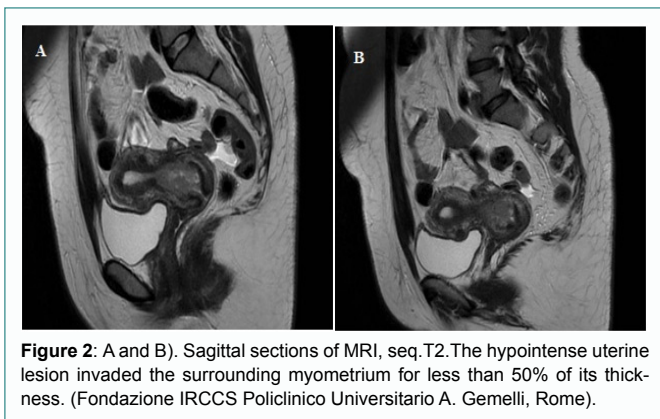 A
B
Figure 2: A and B). Sagittal sections of MRI, seq.T2.The hypointense uterine
lesion invaded the surrounding myometrium for less than 50% of its thick-
ness. (Fondazione IRCCS Policlinico Universitario A. Gemelli, Rome).